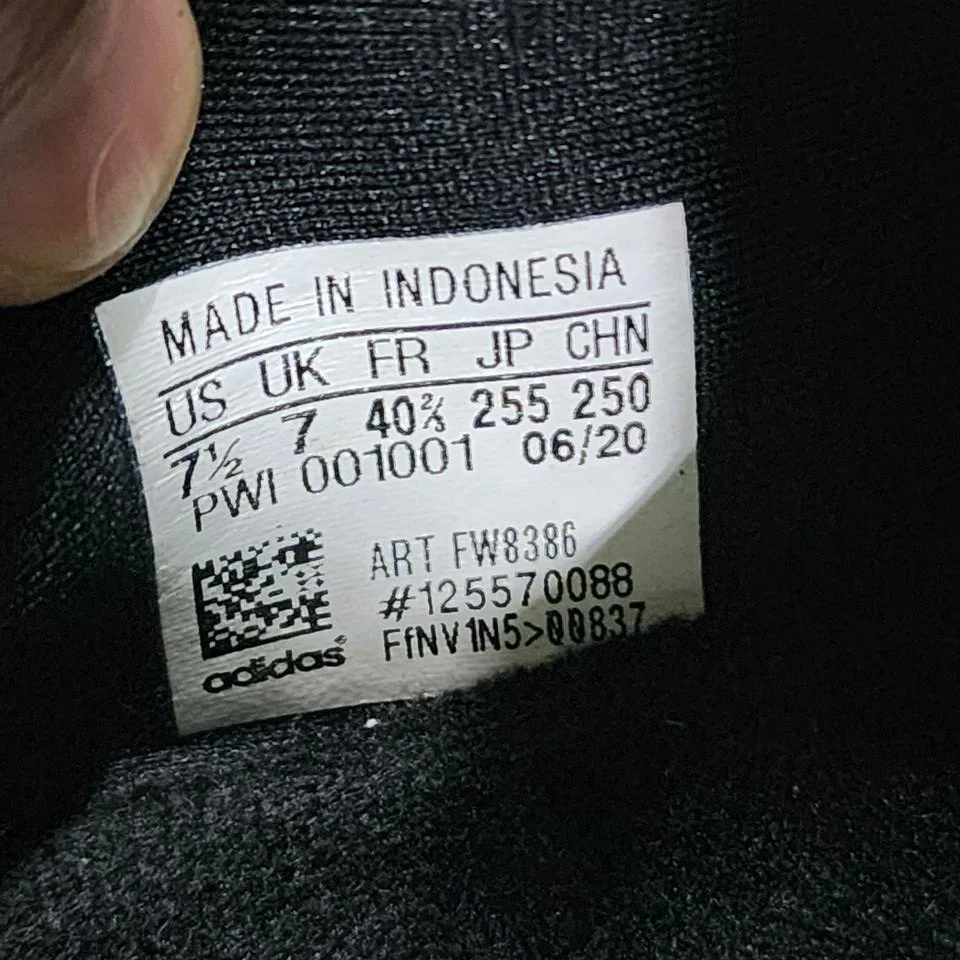 MADE IN INDONESIA
US UK FR JP CHN
7½ 7 40⅔ 255 250
PWI 001001 06/20
ART FW8386
#125570088
FfNV1N5>00837
adidas®